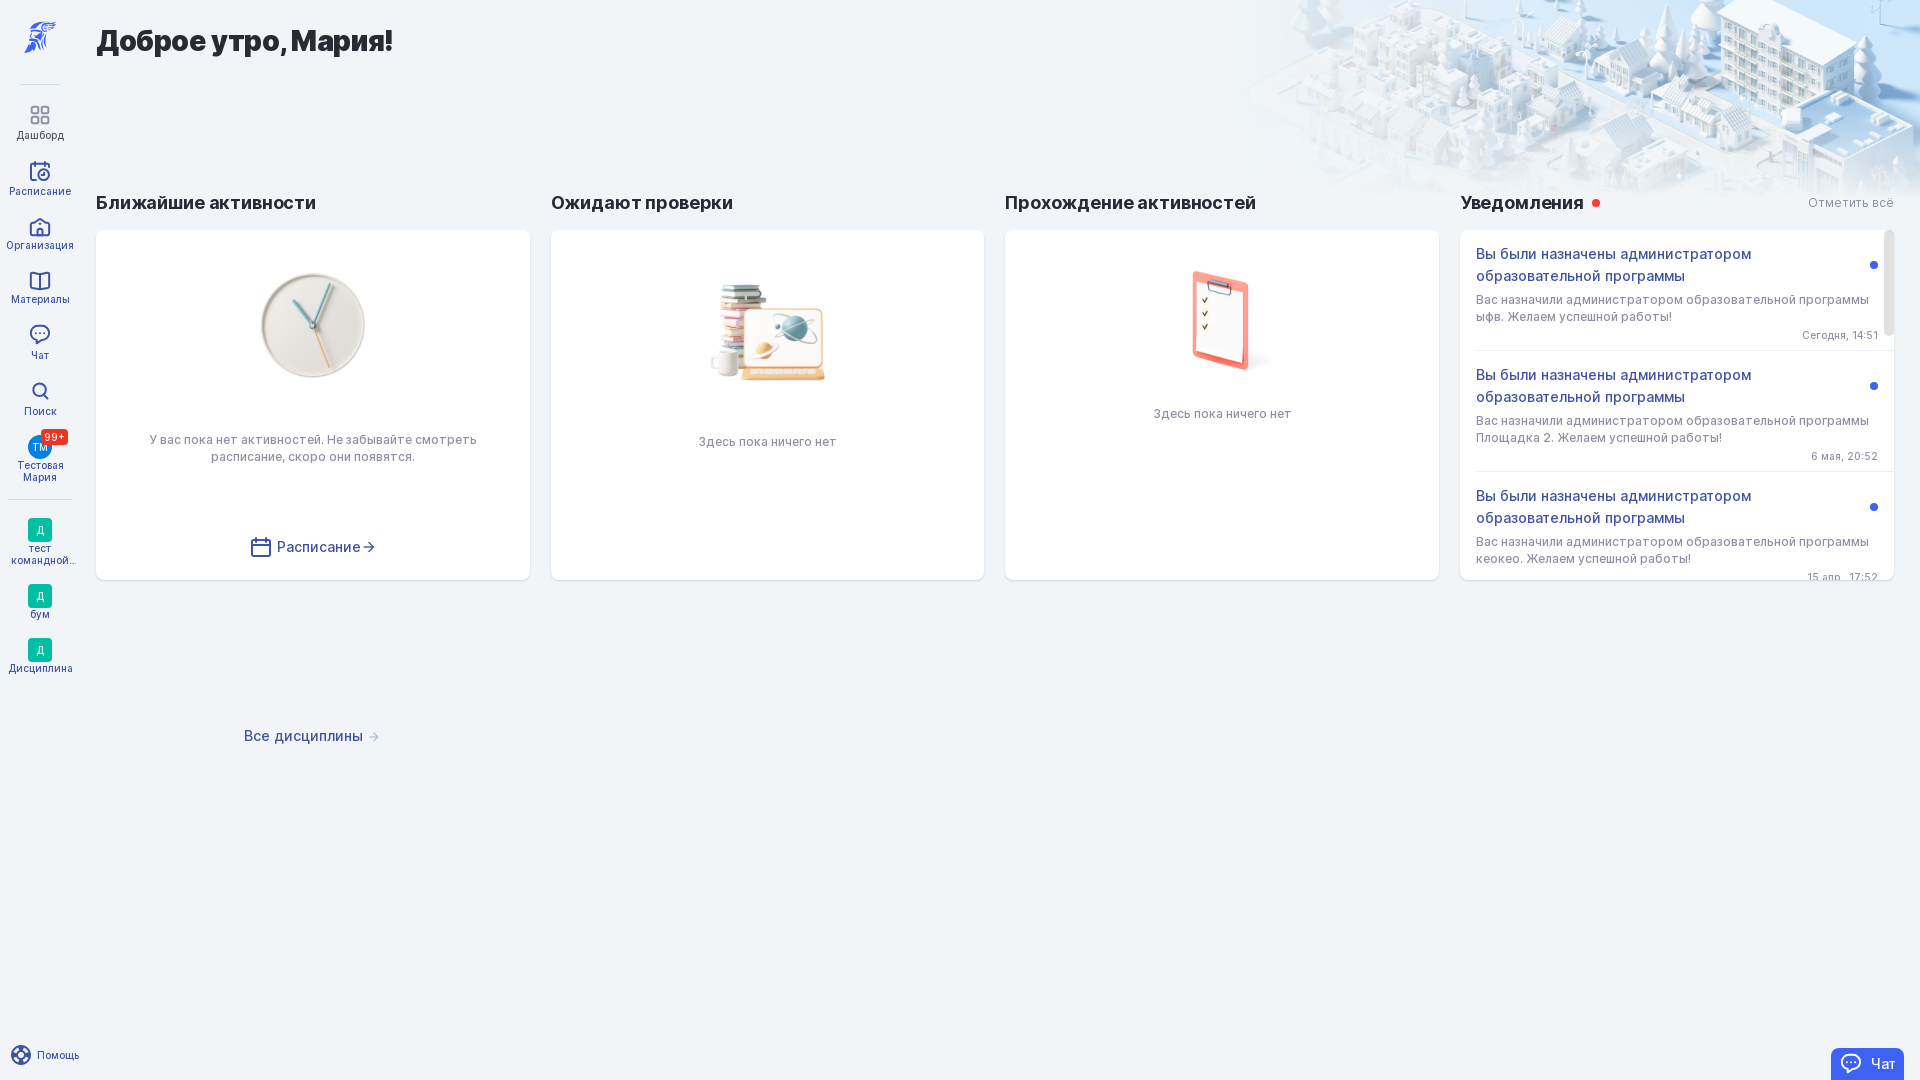 Доброе утро, Мария!
Дашборд
Расписание
Организация
Материалы
Чат
Поиск
99+
ТМ
Тестовая
Мария
Д
тест
командной...
Д
бум
Д
Дисциплина
Помощь
Ближайшие активности
У вас пока нет активностей. Не забывайте смотреть
расписание, скоро они появятся.
Расписание
Все дисциплины
Ожидают проверки
Здесь пока ничего нет
Прохождение активностей
Здесь пока ничего нет
Уведомления
Отметить всё
Вы были назначены администратором
образовательной программы
Вас назначили администратором образовательной программы
ыфв. Желаем успешной работы!
Сегодня, 14:51
Вы были назначены администратором
образовательной программы
Вас назначили администратором образовательной программы
Площадка 2. Желаем успешной работы!
6 мая, 20:52
Вы были назначены администратором
образовательной программы
Вас назначили администратором образовательной программы
кеокео. Желаем успешной работы!
15 апр., 17:52
Чат